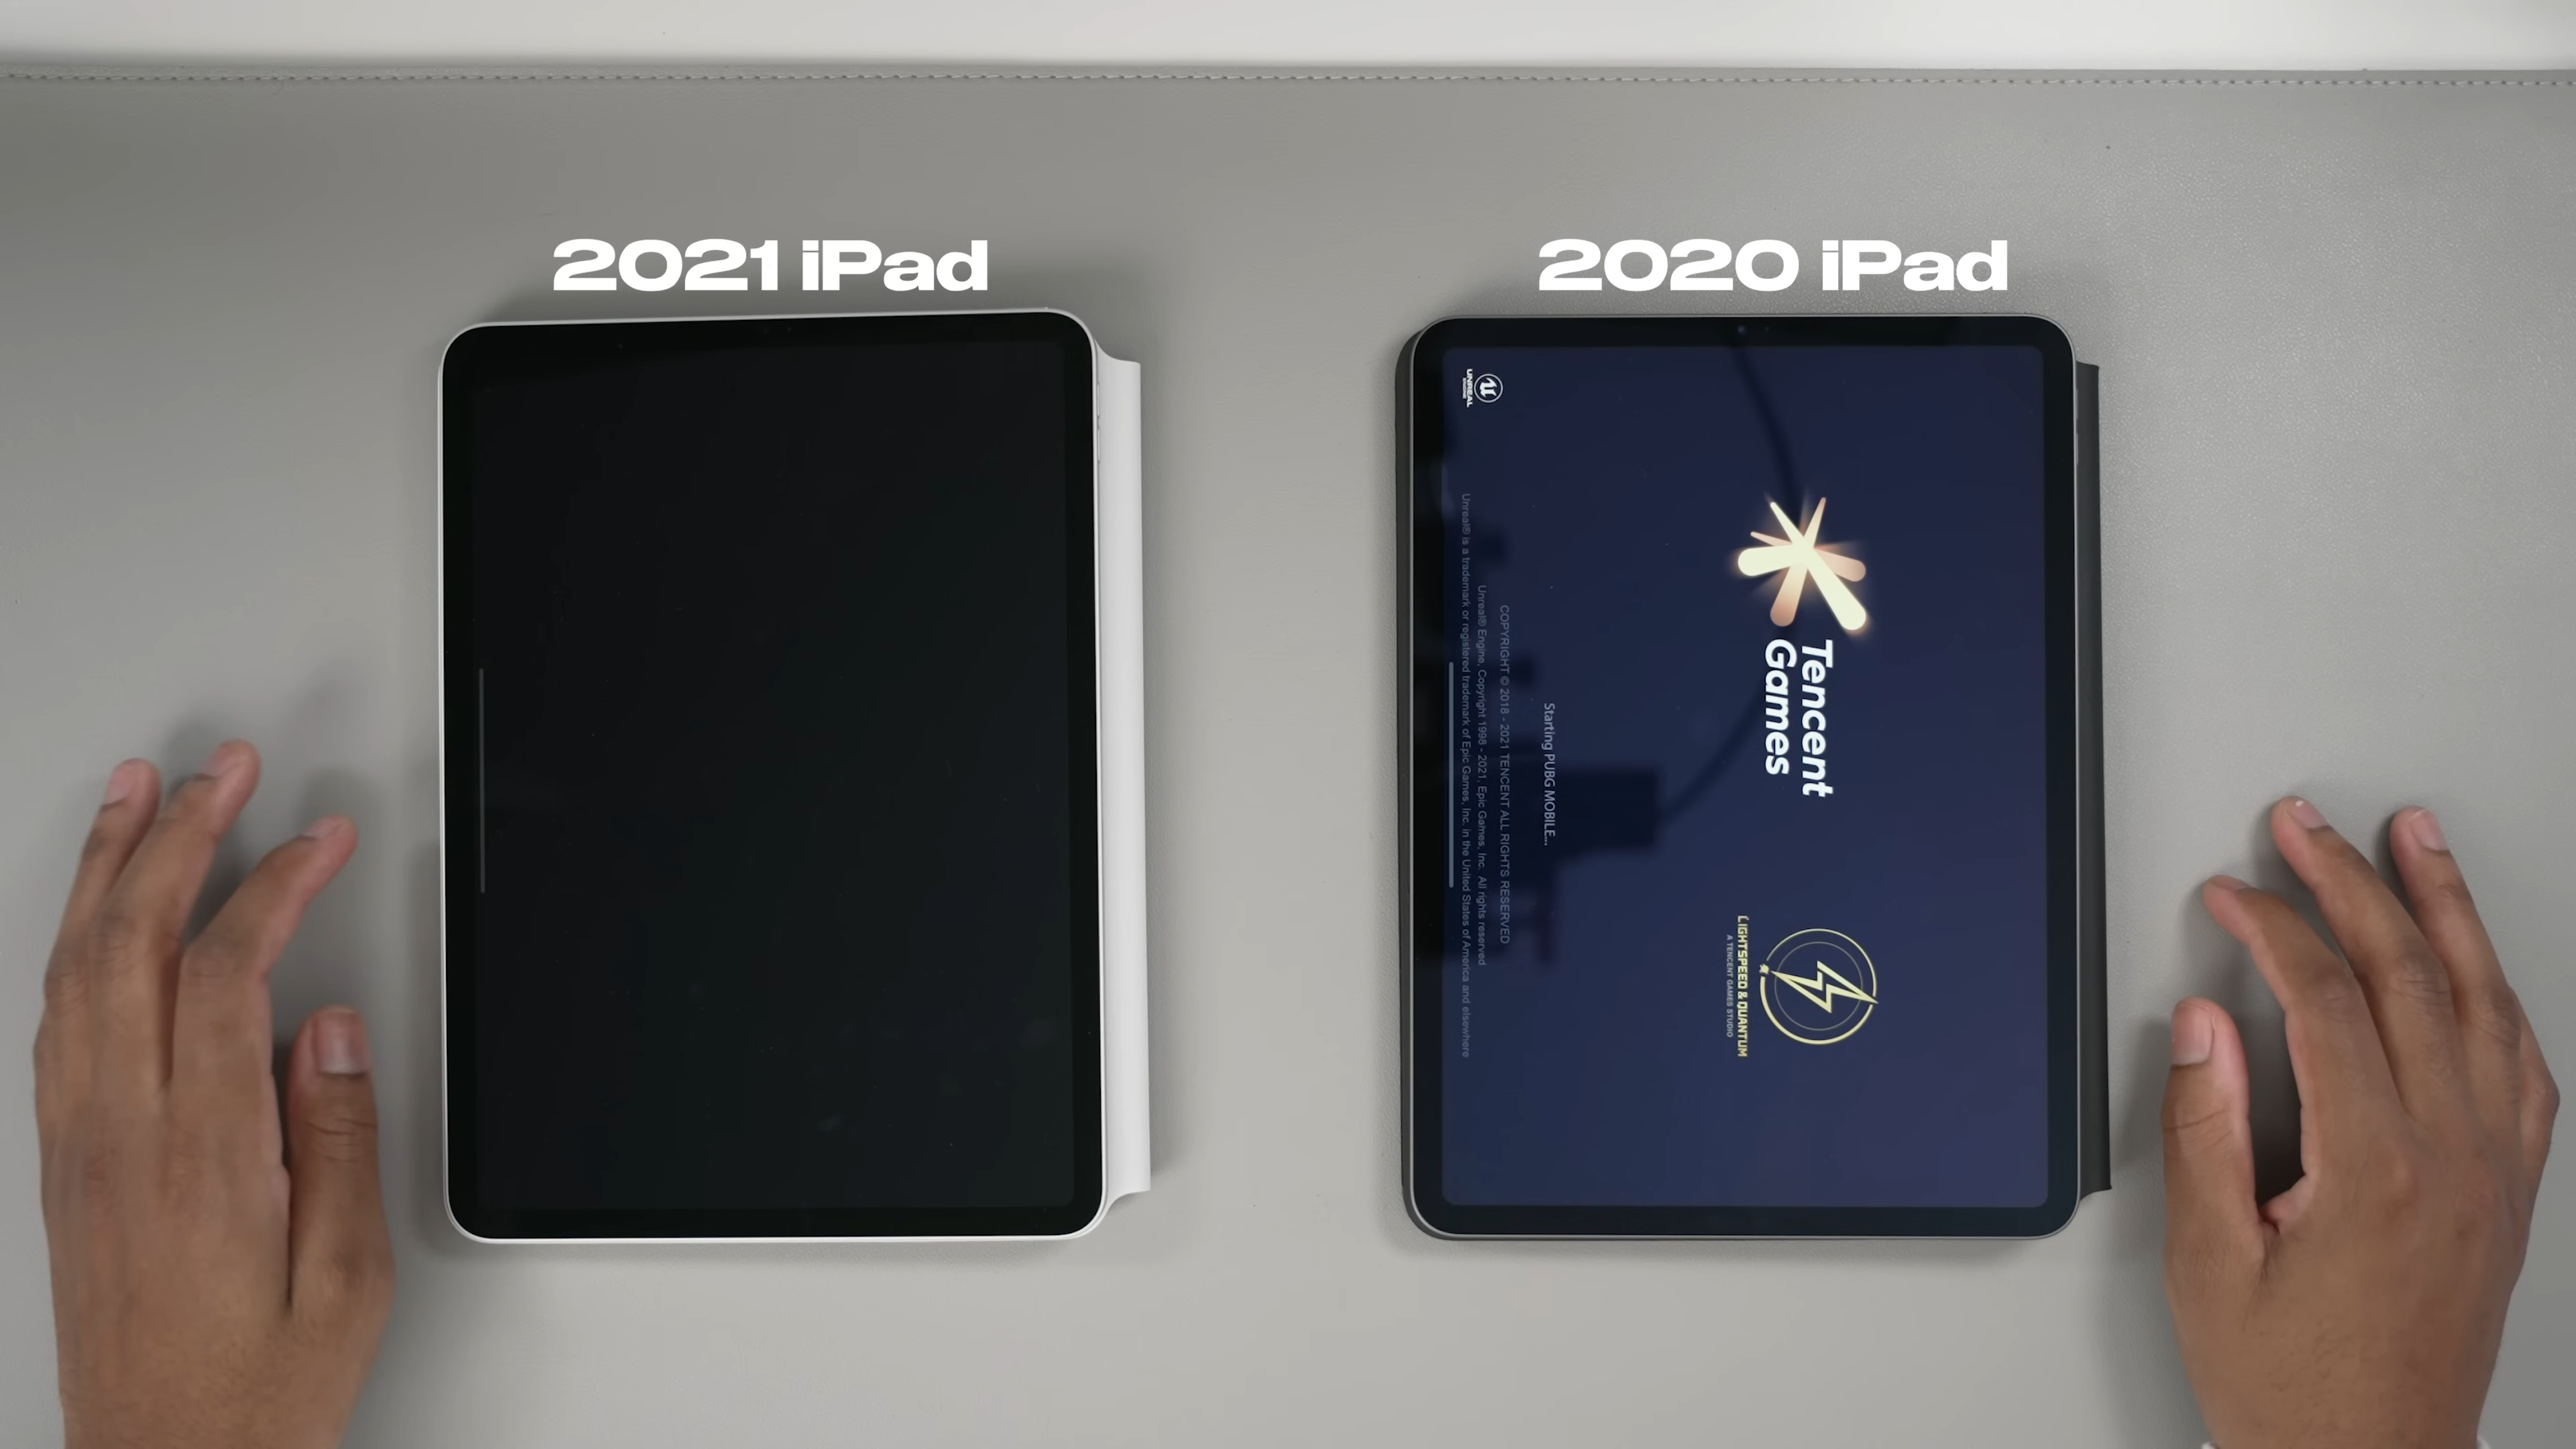 2021 iPad
2020 iPad
Tencent
Games
LIGHTSPEED & QUANTUM
A TENCENT GAMES STUDIO
Starting PUBG MOBILE...
COPYRIGHT © 2018 - 2021 TENCENT ALL RIGHTS RESERVED
Unreal® Engine, Copyright 1998 - 2021, Epic Games, Inc. All rights reserved
Unreal® is a trademark or registered trademark of Epic Games, Inc. in the United States of America and elsewhere
UNREAL